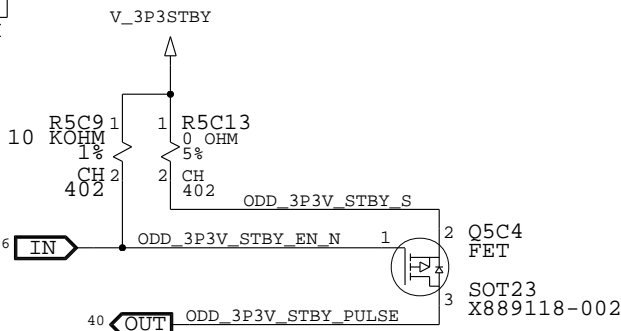 V_3P3STBY
R5C9 1
10 KOHM
1%
CH 2
402
1 R5C13
0 OHM
5%
2 CH
402
ODD_3P3V_STBY_S
6 IN
ODD_3P3V_STBY_EN_N
1
2 Q5C4
FET
SOT23
3 X889118-002
40 OUT
ODD_3P3V_STBY_PULSE